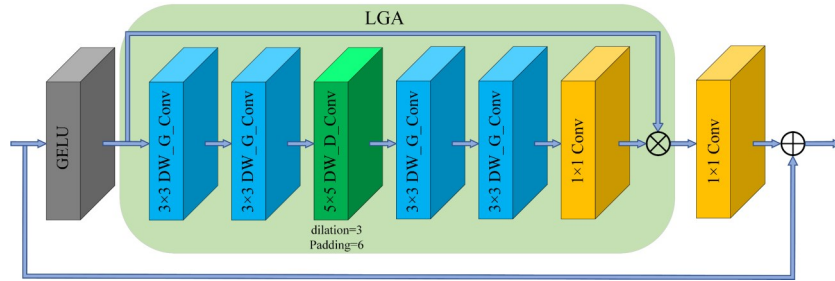 LGA
GELU
3×3 DW_G_Conv
3×3 DW_G_Conv
5×5 DW_D_Conv
3×3 DW_G_Conv
3×3 DW_G_Conv
1×1 Conv
1×1 Conv
dilation=3
Padding=6